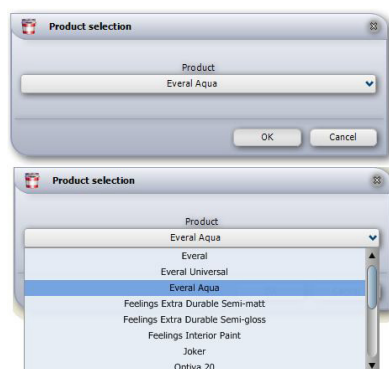 Product selection
Product
Everal Aqua
OK
Cancel
Product selection
Product
Everal Aqua
Everal
Everal Universal
Everal Aqua
Feelings Extra Durable Semi-matt
Feelings Extra Durable Semi-gloss
Feelings Interior Paint
Joker
Optiva 20